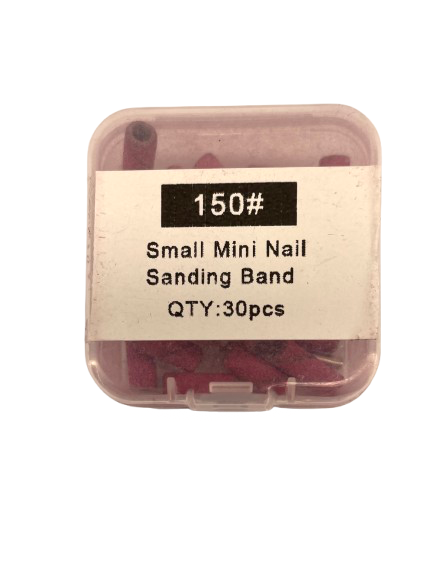 150#
Small Mini Nail
Sanding Band
QTY:30pcs